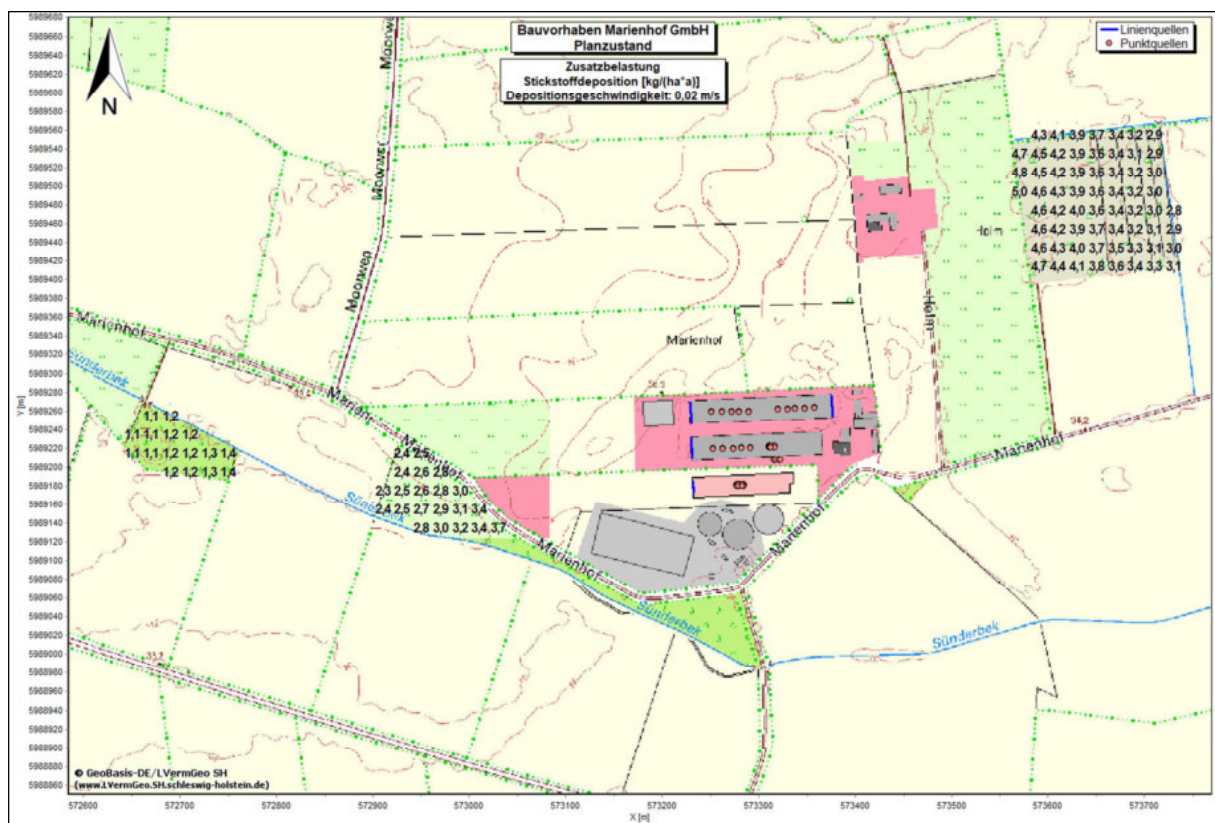 Bauvorhaben Marienhof GmbH
Planzustand
Zusatzbelastung
Stickstoffdeposition [kg/(ha*a)]
Depositionsgeschwindigkeit: 0,02 m/s
Linienquellen
Punktquellen
N
Y [m]
5989680
5989660
5989640
5989620
5989600
5989580
5989560
5989540
5989520
5989500
5989480
5989460
5989440
5989420
5989400
5989380
5989360
5989340
5989320
5989300
5989280
5989260
5989240
5989220
5989200
5989180
5989160
5989140
5989120
5989100
5989080
5989060
5989040
5989020
5989000
5988980
5988960
5988940
5988920
5988900
5988880
5988860
Moorweg
Moorweg
Moorweg
Holm
Holm
4,3 4,1 3,9 3,7 3,4 3,2 2,9
4,7 4,5 4,2 3,9 3,6 3,4 3,1 2,9
4,8 4,5 4,2 3,9 3,6 3,4 3,2 3,0
5,0 4,6 4,3 3,9 3,6 3,4 3,2 3,0
4,6 4,2 4,0 3,6 3,4 3,2 3,0 2,8
4,6 4,2 3,9 3,7 3,4 3,2 3,1 2,9
4,6 4,3 4,0 3,7 3,5 3,3 3,1 3,0
4,7 4,4 4,1 3,8 3,6 3,4 3,3 3,1
Marienhof
Marienhof
Marienhof
Marienhof
Marienhof
Marienhof
Marienhof
Sünderbek
Sünderbek
Sünderbek
Sünderbek
34,2
1,1 1,2
1,1 1,1 1,2 1,2
1,1 1,1 1,2 1,2 1,3 1,4
1,2 1,2 1,3 1,4
2,4 2,5
2,4 2,6 2,8
2,3 2,5 2,6 2,8 3,0
2,4 2,5 2,7 2,9 3,1 3,4
2,8 3,0 3,2 3,4 3,7
© GeoBasis-DE/LVermGeo SH
(www.LVermGeo.SH.schleswig-holstein.de)
572600 572700 572800 572900 573000 573100 573200 573300 573400 573500 573600 573700
X [m]